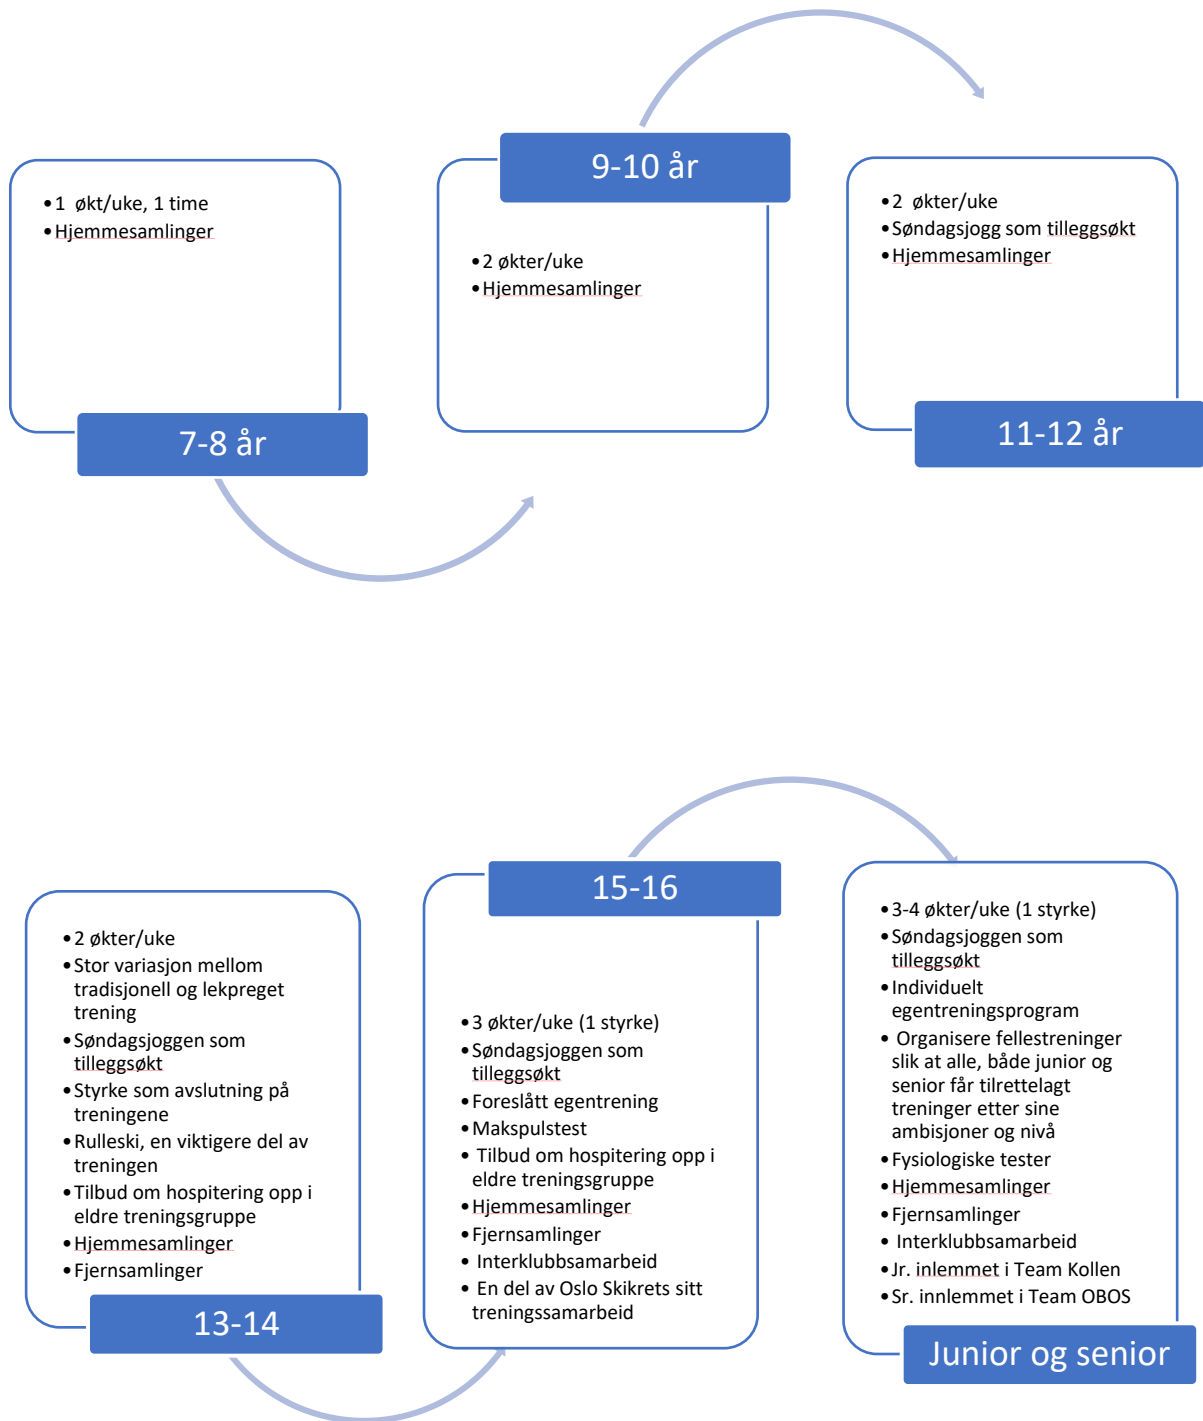 •1 økt/uke, 1 time
•Hjemmesamlinger
7-8 år
9-10 år
•2 økter/uke
•Hjemmesamlinger
•2 økter/uke
•Søndagsjogg som tilleggsøkt
•Hjemmesamlinger
11-12 år
•2 økter/uke
•Stor variasjon mellom
tradisjonell og lekpreget
trening
•Søndagsjoggen som
tilleggsøkt
•Styrke som avslutning på
treningene
•Rulleski, en viktigere del av
treningen
•Tilbud om hospitering opp i
eldre treningsgruppe
•Hjemmesamlinger
•Fjernsamlinger
13-14
15-16
•3 økter/uke (1 styrke)
•Søndagsjoggen som
tilleggsøkt
•Foreslått egentrening
•Makspulstest
• Tilbud om hospitering opp i
eldre treningsgruppe
•Hjemmesamlinger
•Fjernsamlinger
• Interklubbsamarbeid
• En del av Oslo Skikrets sitt
treningssamarbeid
•3-4 økter/uke (1 styrke)
•Søndagsjoggen som
tilleggsøkt
•Individuelt
egentreningsprogram
• Organisere fellestreninger
slik at alle, både junior og
senior får tilrettelagt
treninger etter sine
ambisjoner og nivå
•Fysiologiske tester
•Hjemmesamlinger
•Fjernsamlinger
• Interklubbsamarbeid
•Jr. inlemmet i Team Kollen
•Sr. innlemmet i Team OBOS
Junior og senior